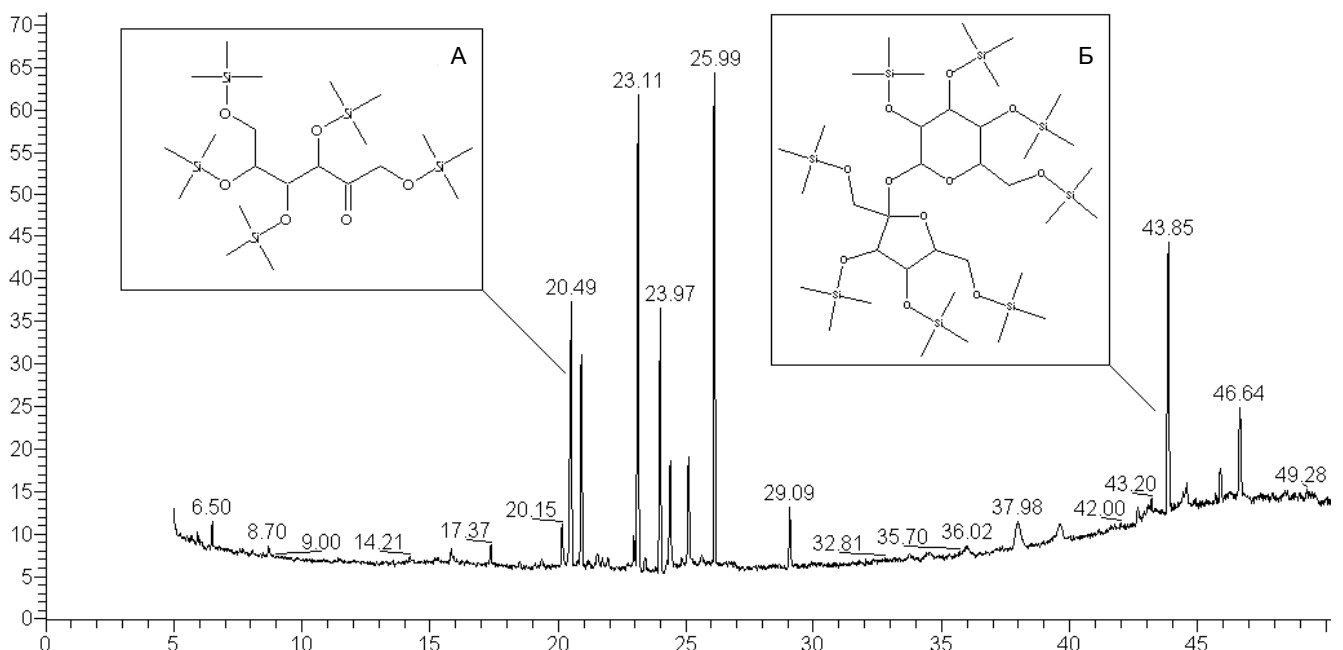 70
65
60
55
50
45
40
35
30
25
20
15
10
5
0
А
Si
Si
O
O
Si
Si
O
O
O
O
Si
Б
Si
Si
O
O
O
Si
Si
O
O
O
O
Si
O
O
O
Si
O
Si
Si
6.50
8.70
9.00
14.21
17.37
20.15
20.49
23.11
23.97
25.99
29.09
32.81
35.70
36.02
37.98
42.00
43.20
43.85
46.64
49.28
0 5 10 15 20 25 30 35 40 45